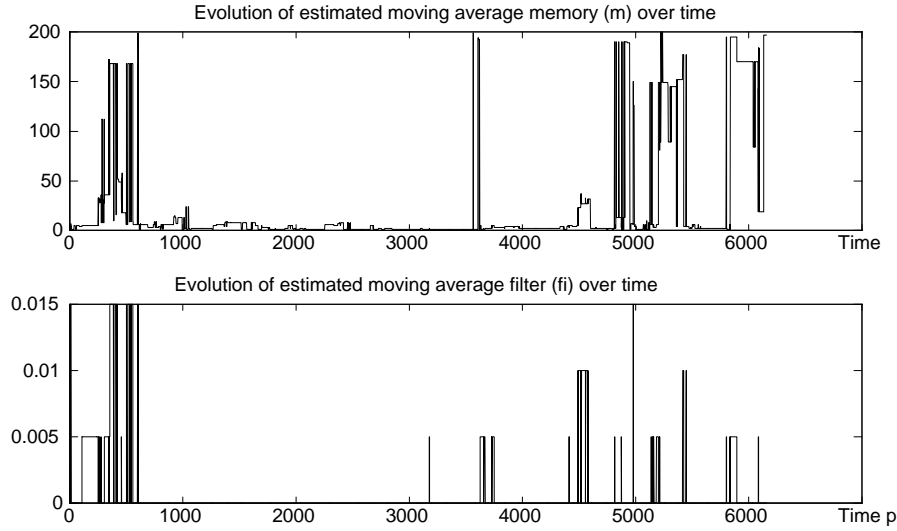 Evolution of estimated moving average memory (m) over time
200
150
100
50
0
0 1000 2000 3000 4000 5000 6000 Time
Evolution of estimated moving average filter (fi) over time
0.015
0.01
0.005
0
0 1000 2000 3000 4000 5000 6000 Time p